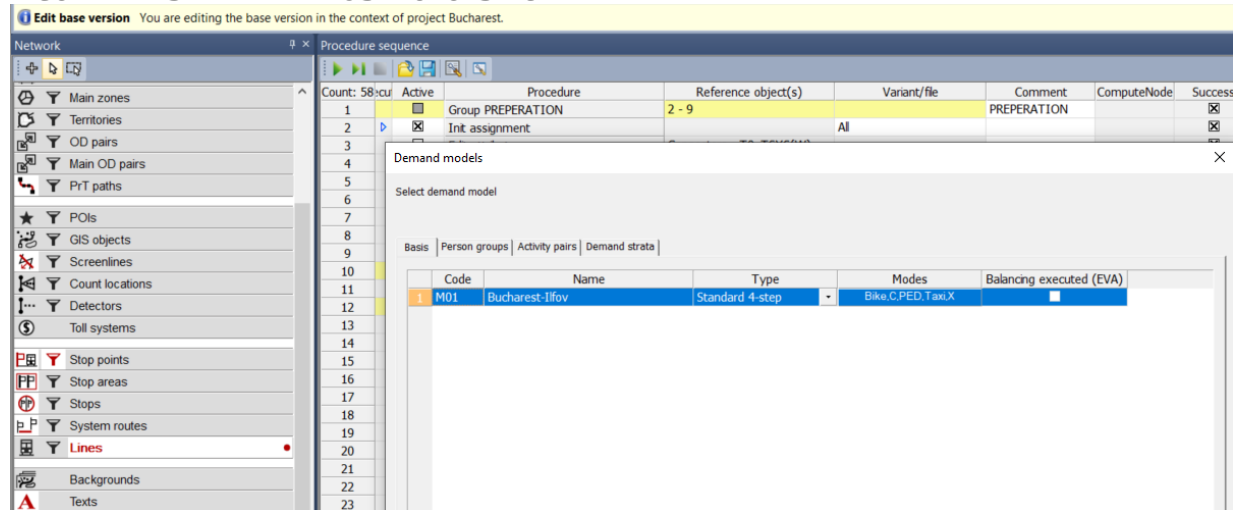 Edit base version You are editing the base version in the context of project Bucharest.
Network
Procedure sequence
Main zones
Territories
OD pairs
Main OD pairs
PrT paths
POIs
GIS objects
Screenlines
Count locations
Detectors
Toll systems
Stop points
Stop areas
Stops
System routes
Lines
Backgrounds
Texts
Count: 58 Active Procedure Reference object(s) Variant/file Comment ComputeNode Success
1 Group PREPERATION 2 - 9 PREPERATION
2 Init assignment All
3
4
5
6
7
8
9
10
11
12
13
14
15
16
17
18
19
20
21
22
23
Demand models
Select demand model
Basis Person groups Activity pairs Demand strata
Code Name Type Modes Balancing executed (EVA)
1 M01 Bucharest-Ilfov Standard 4-step Bike,C,PED,Taxi,X